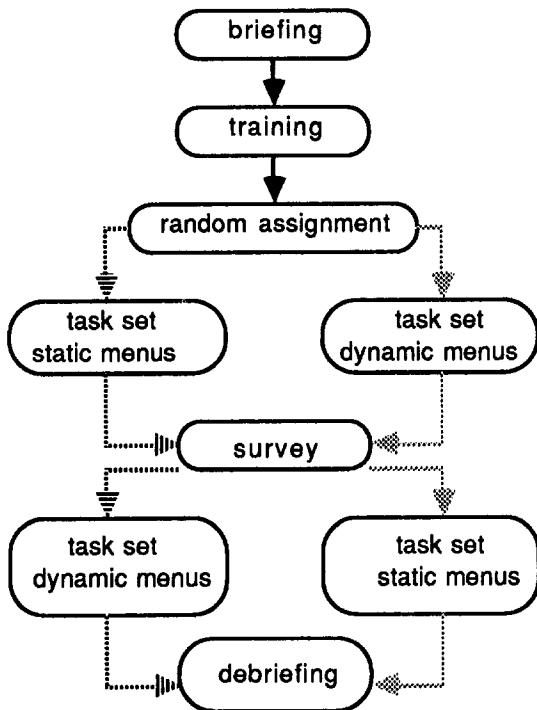 briefing
training
random assignment
task set
static menus
task set
dynamic menus
survey
task set
dynamic menus
task set
static menus
debriefing